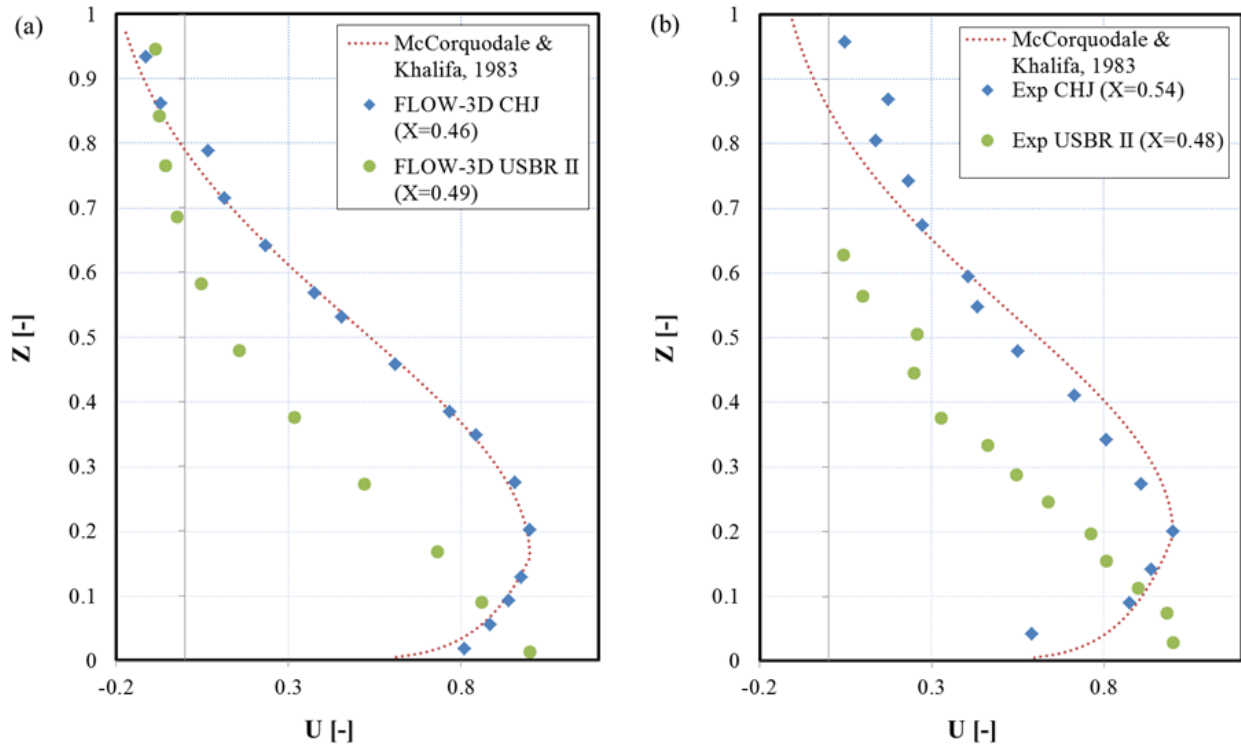 (a)
McCorquodale &
Khalifa, 1983
FLOW-3D CHJ
(X=0.46)
FLOW-3D USBR II
(X=0.49)
1
0.9
0.8
0.7
0.6
0.5
0.4
0.3
0.2
0.1
0
Z [-]
-0.2
0.3
0.8
U [-]
(b)
McCorquodale &
Khalifa, 1983
Exp CHJ (X=0.54)
Exp USBR II (X=0.48)
1
0.9
0.8
0.7
0.6
0.5
0.4
0.3
0.2
0.1
0
Z [-]
-0.2
0.3
0.8
U [-]